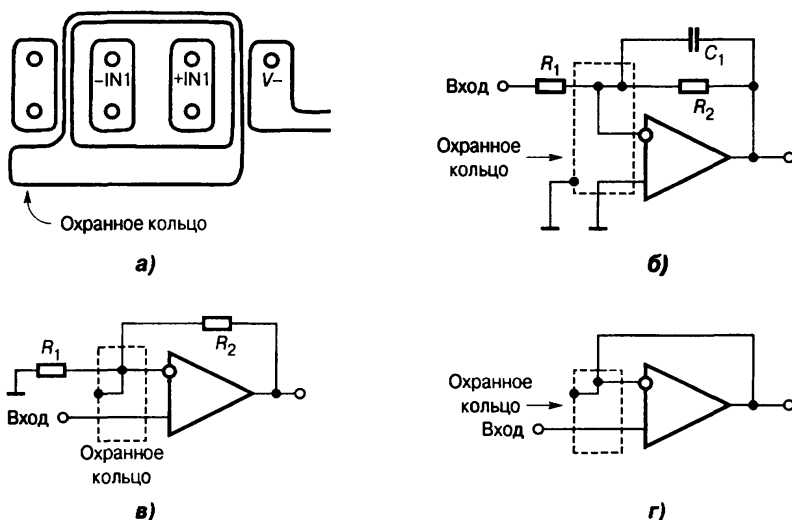 -IN1
+IN1
V-
Охранное кольцо
а)
R1
C1
Вход
R2
Охранное
кольцо
б)
R1
R2
Вход
Охранное
кольцо
в)
Охранное
кольцо
Вход
г)